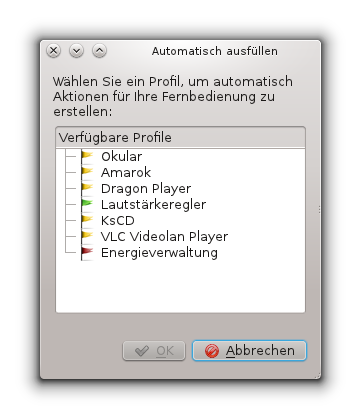 Automatisch ausfüllen
Wählen Sie ein Profil, um automatisch
Aktionen für Ihre Fernbedienung zu
erstellen:
Verfügbare Profile
Okular
Amarok
Dragon Player
Lautstärkeregler
KsCD
VLC Videolan Player
Energieverwaltung
OK
Abbrechen